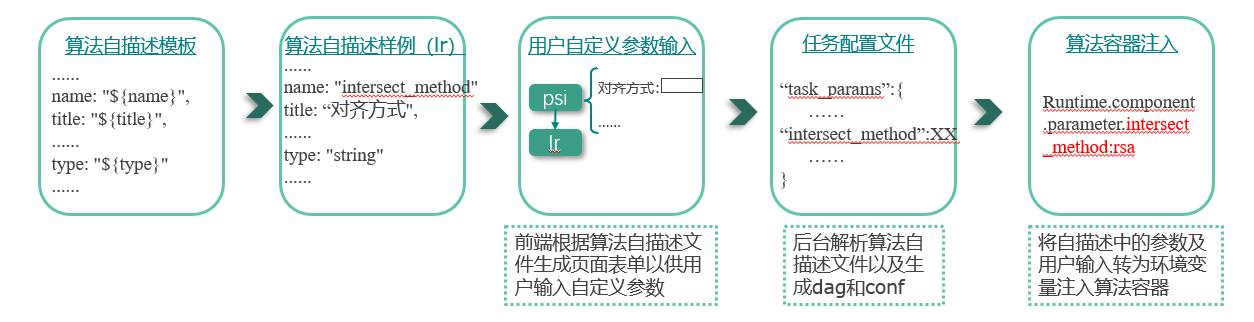 算法自描述模板
......
name: "${name}",
title: "${title}",
......
type: "${type}"
......
算法自描述样例（lr）
......
name: "intersect_method"
title: “对齐方式",
......
type: "string"
......
用户自定义参数输入
psi
lr
对齐方式:
......
任务配置文件
“task_params”:{
……
“intersect_method”:XX
……
}
算法容器注入
Runtime.component
.parameter.intersect
_method:rsa
前端根据算法自描述文
件生成页面表单以供用
户输入自定义参数
后台解析算法自
描述文件以及生
成dag和conf
将自描述中的参数及
用户输入转为环境变
量注入算法容器